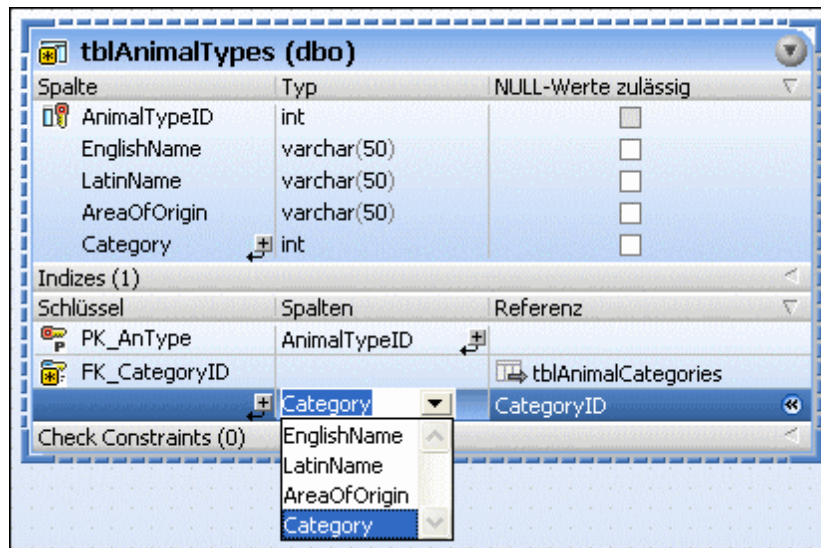 tblAnimalTypes (dbo)
Spalte Typ NULL-Werte zulässig
AnimalTypeID int
EnglishName varchar(50)
LatinName varchar(50)
AreaOfOrigin varchar(50)
Category int
Indizes (1)
Schlüssel Spalten Referenz
PK_AnType AnimalTypeID
FK_CategoryID tblAnimalCategories
Category CategoryID
Check Constraints (0)
EnglishName
LatinName
AreaOfOrigin
Category